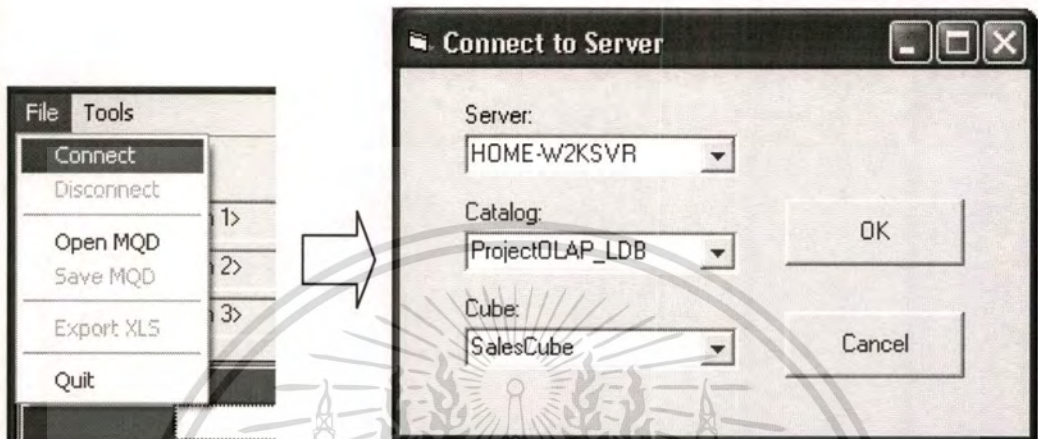 File Tools
Connect
Disconnect
Open MQD
Save MQD
Export XLS
Quit
1>
2>
3>
Connect to Server
Server:
HOME-W2KSVR
Catalog:
ProjectOLAP_LDB
Cube:
SalesCube
OK
Cancel